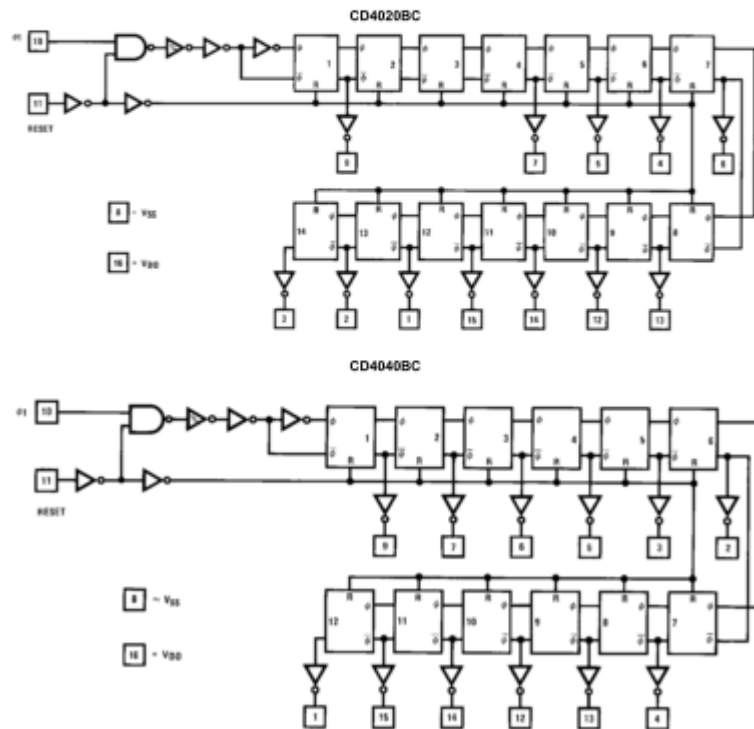 CD4020BC
φ1 10
1 2 3 4 5 6 7
φ φ φ φ φ φ φ
R R R R R R R
11
RESET
9 7 5 4 6
8 - VSS
R R R R R R R
14 13 12 11 10 9 8
16 - VDD
3 2 1 15 14 12 13
CD4040BC
φ1 10
1 2 3 4 5 6
φ φ φ φ φ φ
R R R R R R
11
RESET
9 7 6 5 3 2
8 ~ VSS
R R R R R R
12 11 10 9 8 7
16 - VDD
1 15 14 12 13 4